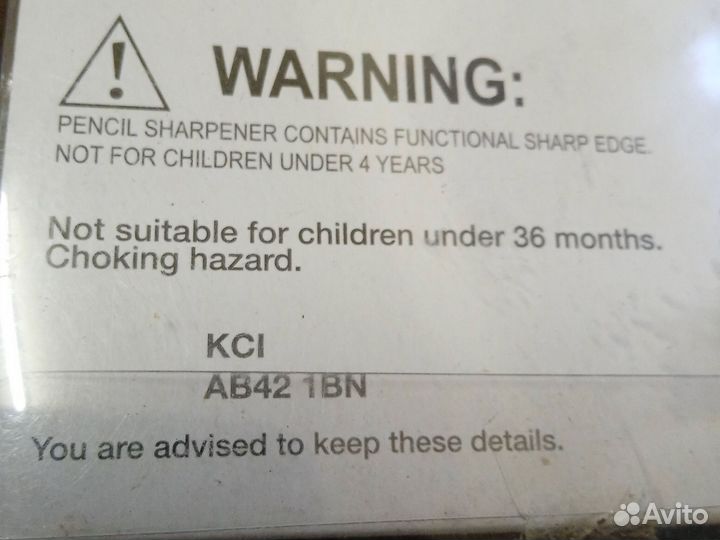 WARNING:
PENCIL SHARPENER CONTAINS FUNCTIONAL SHARP EDGE.
NOT FOR CHILDREN UNDER 4 YEARS
Not suitable for children under 36 months.
Choking hazard.
KCI
AB42 1BN
You are advised to keep these details.
Avito